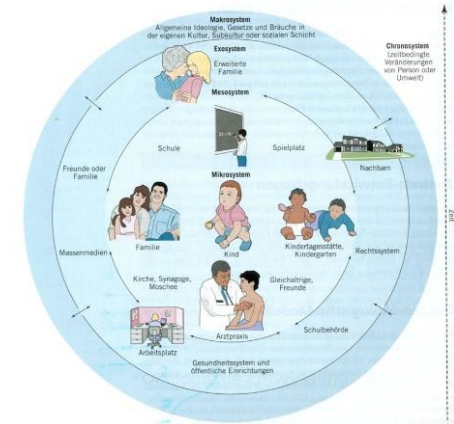 Makrosystem
Allgemeine Ideologie, Gesetze und Bräuche in
der eigenen Kultur, Subkultur oder sozialen Schicht
Exosystem
Erweiterte
Familie
Chronosystem
(zeitbedingte
Veränderungen
von Person oder
Umwelt)
Mesosystem
Schule
Spielplatz
Freunde oder
Familie
Nachbarn
Mikrosystem
Familie
Kind
Kindertagesstätte,
Kindergarten
Massenmedien
Rechtssystem
Kirche, Synagoge,
Moschee
Gleichaltrige,
Freunde
Arztpraxis
Schulbehörde
Arbeitsplatz
Gesundheitssystem und
öffentliche Einrichtungen
Zeit